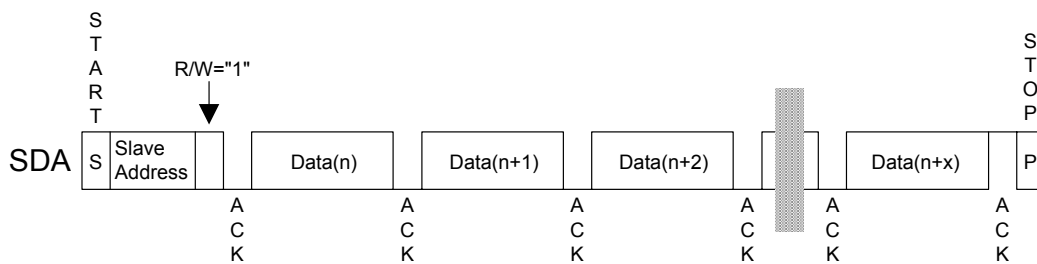 START
STOP
R/W="1"
SDA
S
Slave
Address
Data(n)
Data(n+1)
Data(n+2)
Data(n+x)
P
ACK
ACK
ACK
ACK
ACK
ACK